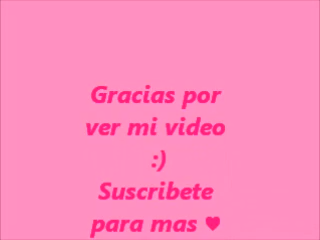 Gracias por
ver mi video
:)
Suscribete
para mas ♥